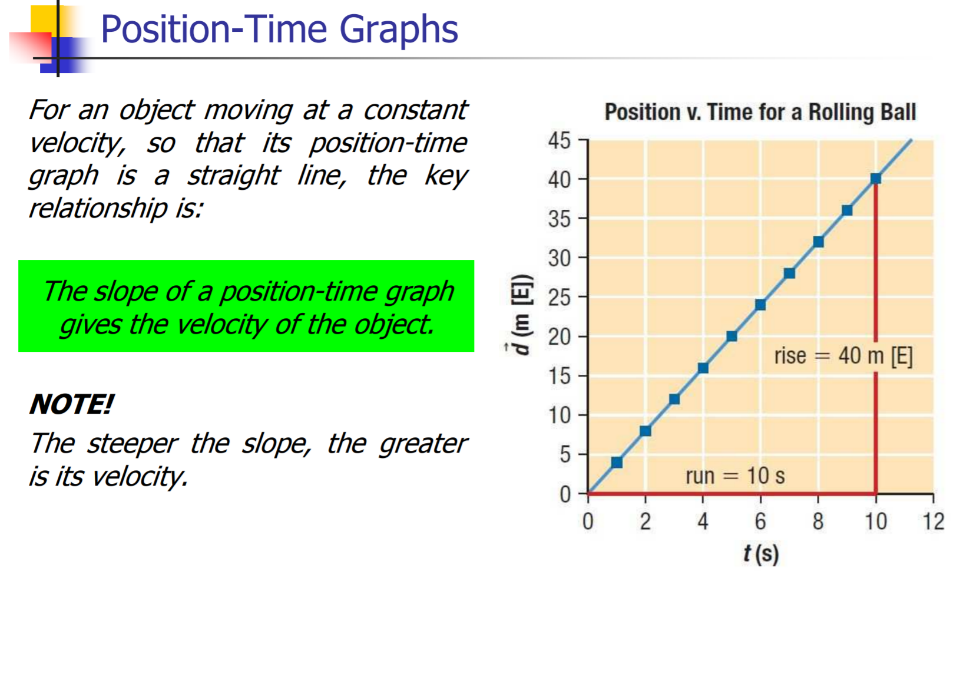 Position-Time Graphs
For an object moving at a constant
velocity, so that its position-time
graph is a straight line, the key
relationship is:
The slope of a position-time graph
gives the velocity of the object.
NOTE!
The steeper the slope, the greater
is its velocity.
Position v. Time for a Rolling Ball
45
40
35
30
25
20
15
10
5
0
d⃗ (m [E])
rise = 40 m [E]
run = 10 s
0 2 4 6 8 10 12
t (s)